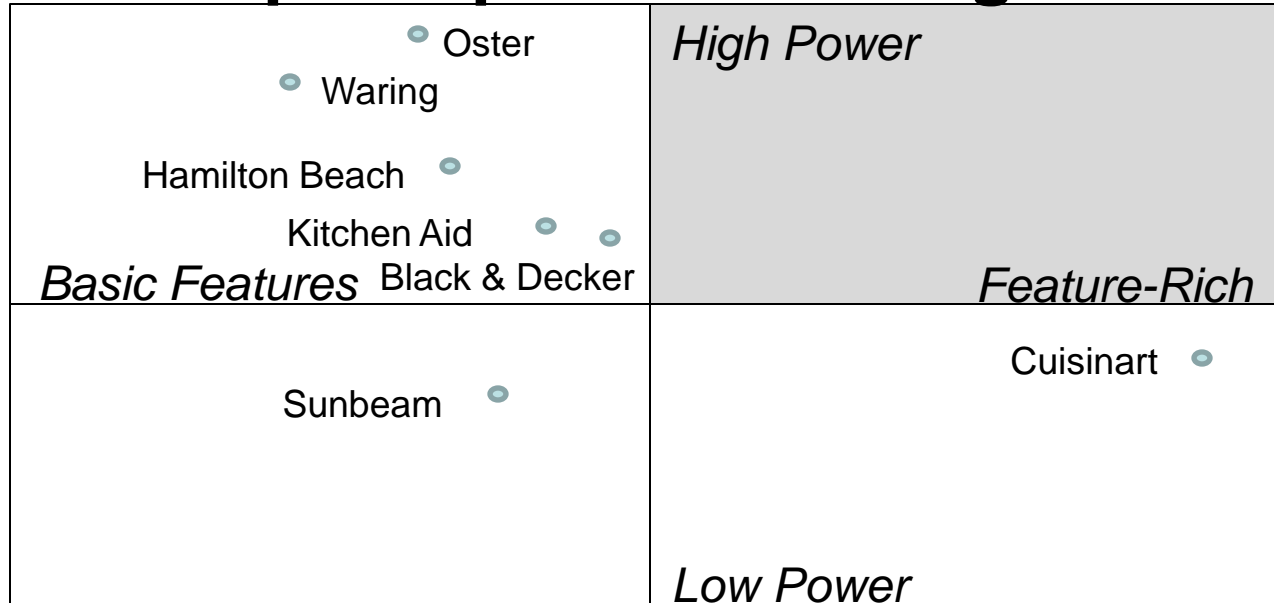 Oster
High Power
Waring
Hamilton Beach
Kitchen Aid
Basic Features
Black & Decker
Feature-Rich
Cuisinart
Sunbeam
Low Power